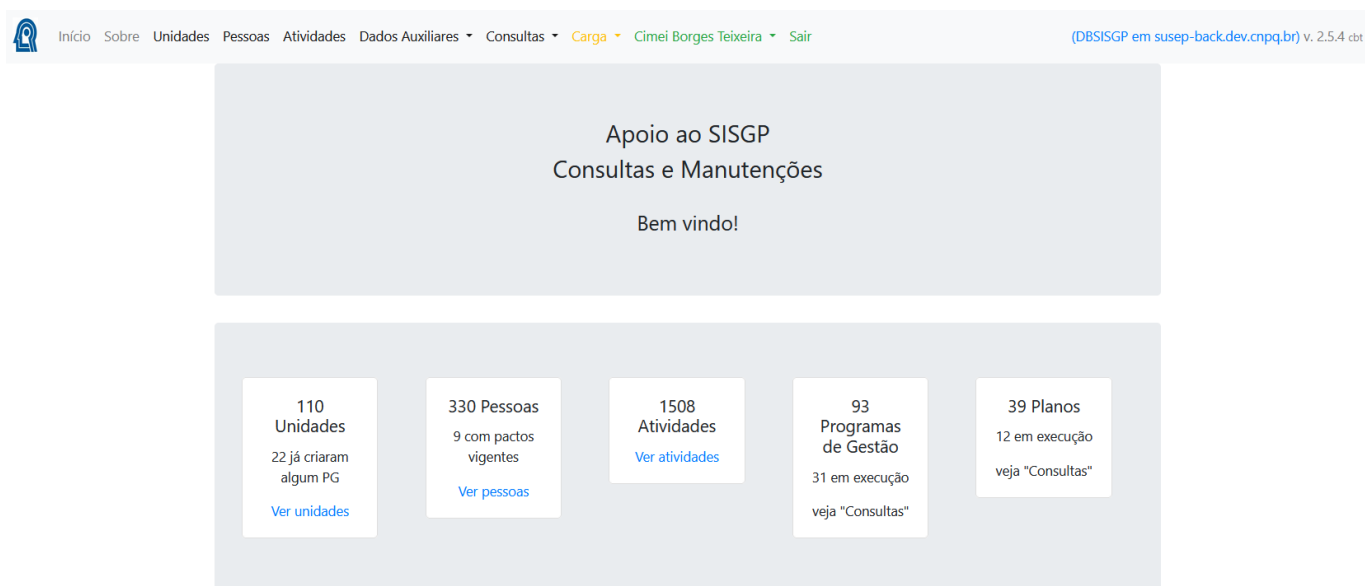 Início Sobre Unidades Pessoas Atividades Dados Auxiliares Consultas Carga Cimei Borges Teixeira Sair (DBSISGP em susep-back.dev.cnpq.br) v. 2.5.4 cbt
Apoio ao SISGP
Consultas e Manutenções
Bem vindo!
110
Unidades
22 já criaram
algum PG
Ver unidades
330 Pessoas
9 com pactos
vigentes
Ver pessoas
1508
Atividades
Ver atividades
93
Programas
de Gestão
31 em execução
veja "Consultas"
39 Planos
12 em execução
veja "Consultas"